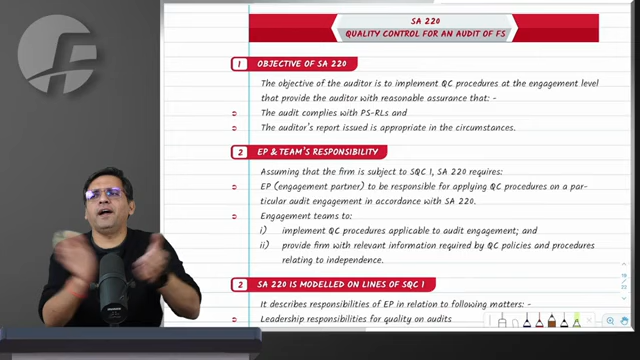 SA 220
QUALITY CONTROL FOR AN AUDIT OF FS
1 OBJECTIVE OF SA 220
The objective of the auditor is to implement QC procedures at the engagement level
that provide the auditor with reasonable assurance that: -
The audit complies with PS-RLs and
The auditor's report issued is appropriate in the circumstances.
2 EP & TEAM'S RESPONSIBILITY
Assuming that the firm is subject to SQC 1, SA 220 requires:
EP (engagement partner) to be responsible for applying QC procedures on a par-
ticular audit engagement in accordance with SA 220.
Engagement teams to:
i) implement QC procedures applicable to audit engagement; and
ii) provide firm with relevant information required by QC policies and procedures
relating to independence.
2 SA 220 IS MODELLED ON LINES OF SQC 1
It describes responsibilities of EP in relation to following matters: -
Leadership responsibilities for quality on audits